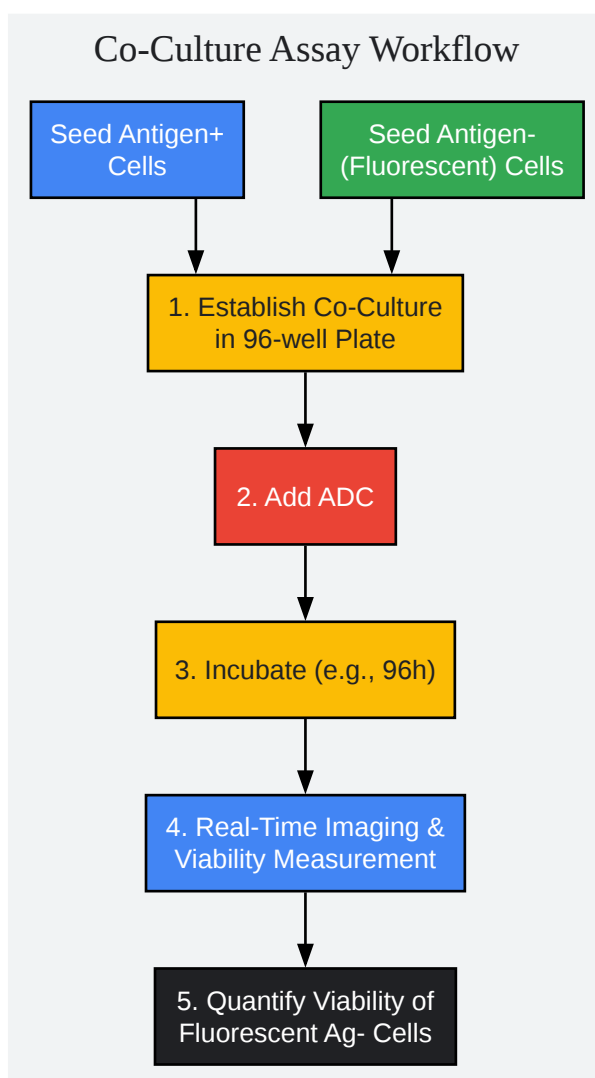 Co-Culture Assay Workflow
Seed Antigen+
Cells
Seed Antigen-
(Fluorescent) Cells
1. Establish Co-Culture
in 96-well Plate
2. Add ADC
3. Incubate (e.g., 96h)
4. Real-Time Imaging &
Viability Measurement
5. Quantify Viability of
Fluorescent Ag- Cells